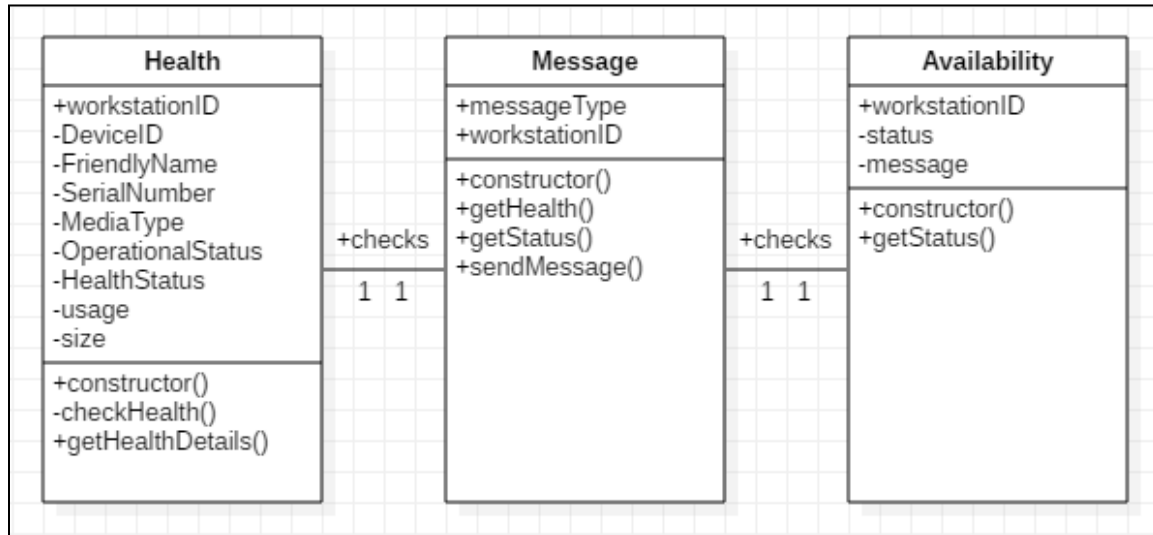 Health
+workstationID
-DeviceID
-FriendlyName
-SerialNumber
-MediaType
-OperationalStatus
-HealthStatus
-usage
-size
+constructor()
-checkHealth()
+getHealthDetails()
+checks
1 1
Message
+messageType
+workstationID
+constructor()
+getHealth()
+getStatus()
+sendMessage()
+checks
1 1
Availability
+workstationID
-status
-message
+constructor()
+getStatus()